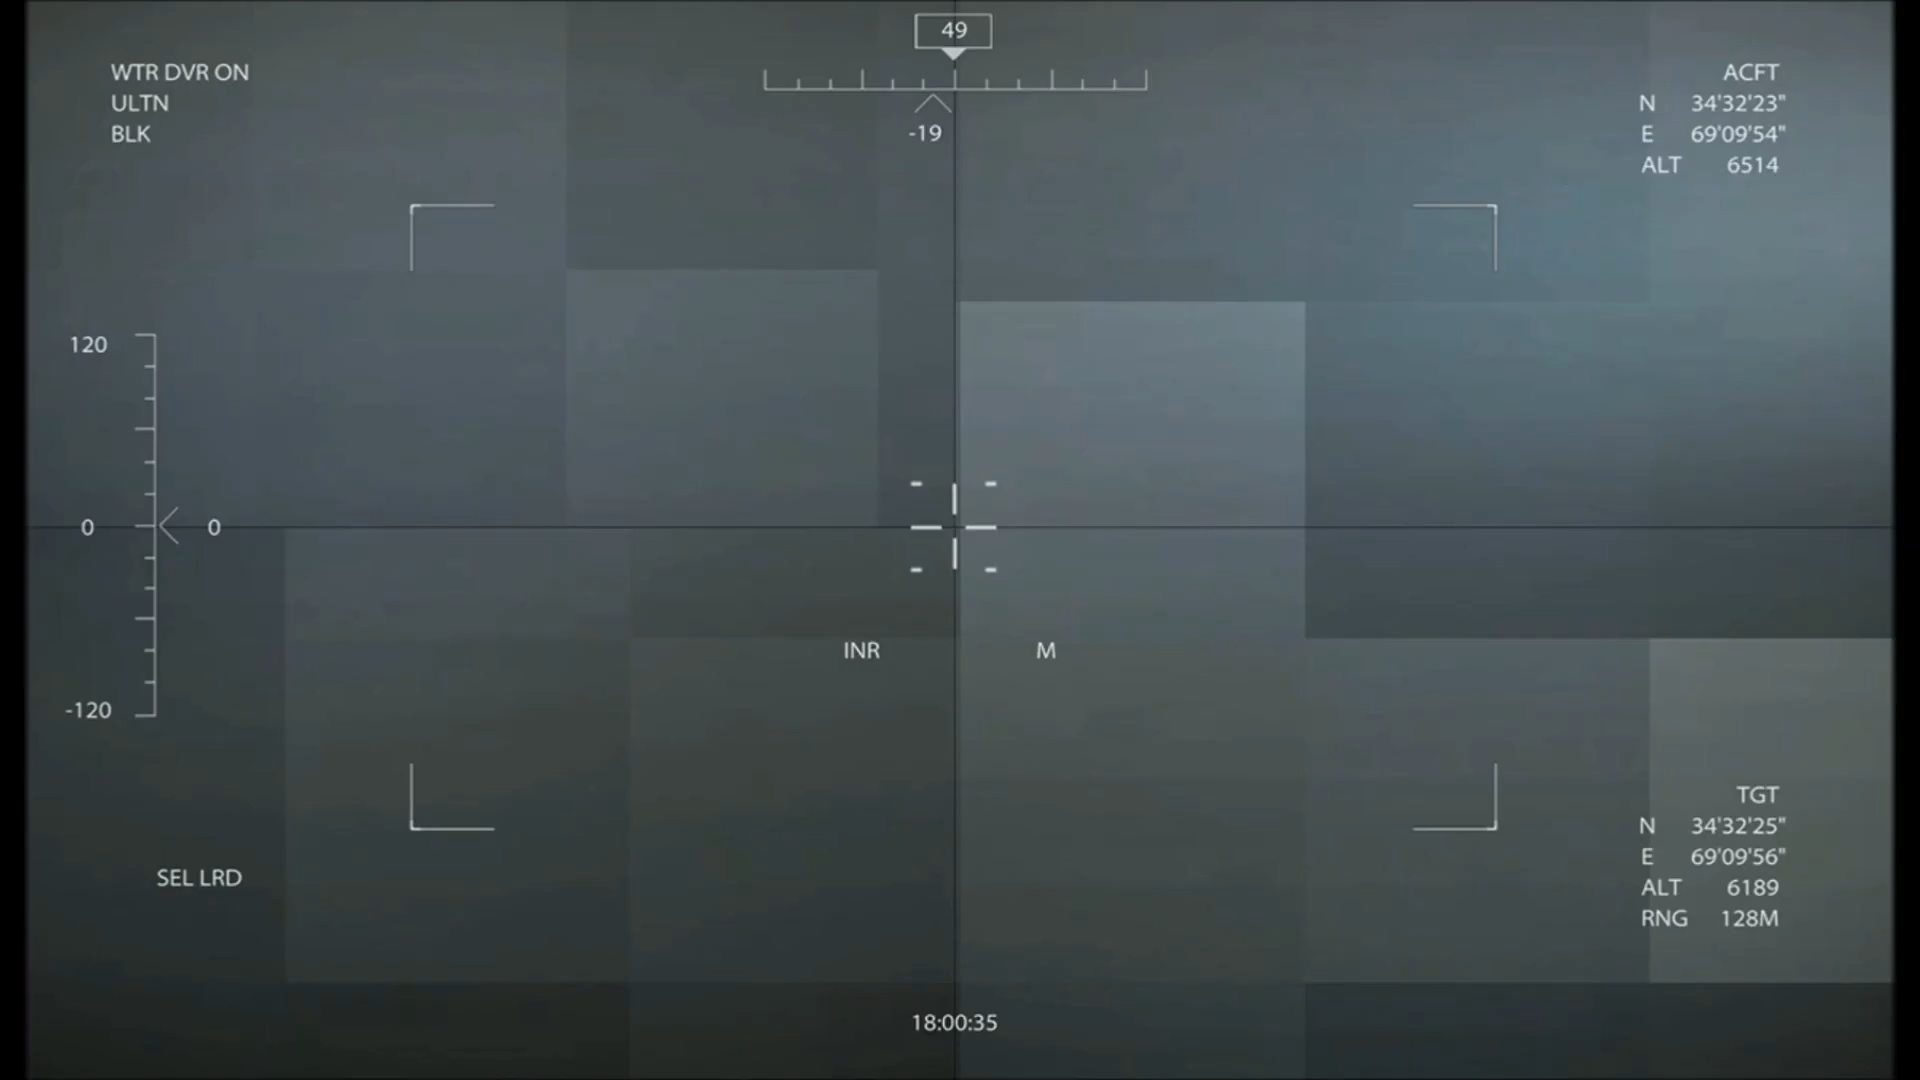 49
WTR DVR ON
ULTN
BLK
-19
ACFT
N 34'32'23"
E 69'09'54"
ALT 6514
120
0 0
-120
INR M
SEL LRD
TGT
N 34'32'25"
E 69'09'56"
ALT 6189
RNG 128M
18:00:35